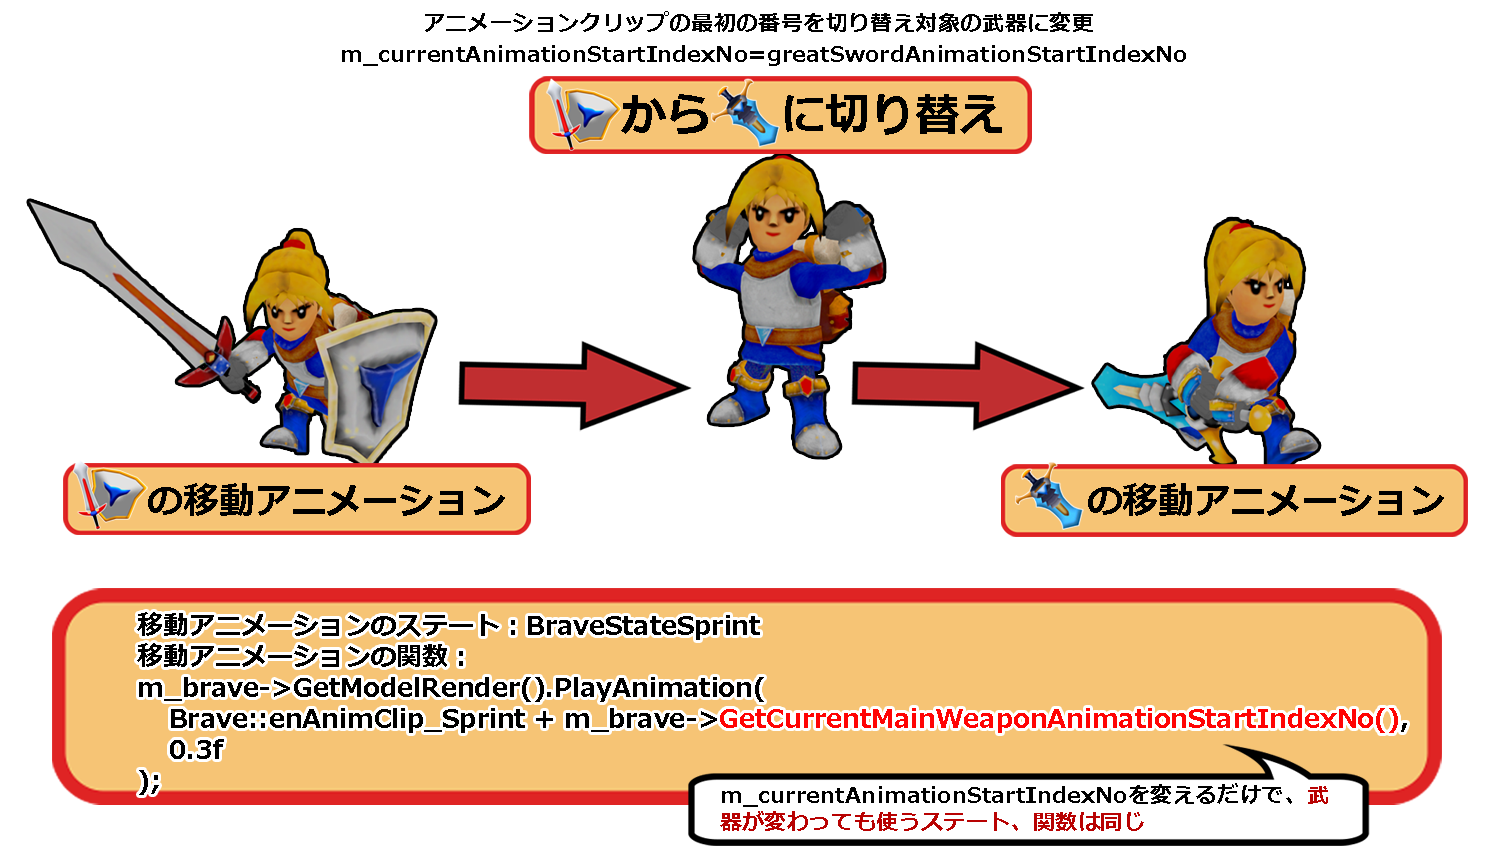 アニメーションクリップの最初の番号を切り替え対象の武器に変更
m_currentAnimationStartIndexNo=greatSwordAnimationStartIndexNo
からに切り替え
の移動アニメーション
の移動アニメーション
移動アニメーションのステート：BraveStateSprint
移動アニメーションの関数：
m_brave->GetModelRender().PlayAnimation(
Brave::enAnimClip_Sprint + m_brave->GetCurrentMainWeaponAnimationStartIndexNo(),
0.3f
);
m_currentAnimationStartIndexNoを変えるだけで、武
器が変わっても使うステート、関数は同じ